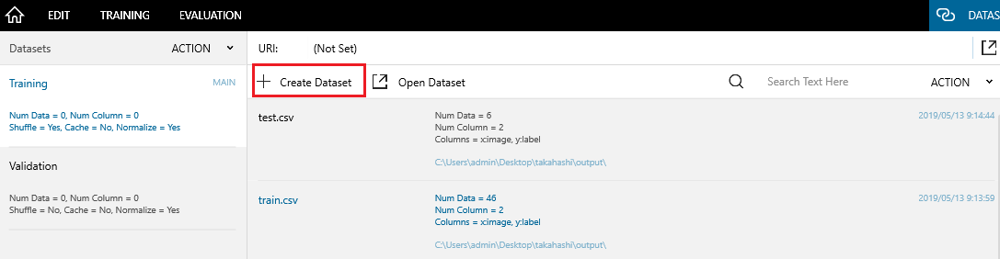 EDIT TRAINING EVALUATION DATAS
Datasets ACTION
URI: (Not Set)
Training MAIN
Num Data = 0, Num Column = 0
Shuffle = Yes, Cache = No, Normalize = Yes
Validation
Num Data = 0, Num Column = 0
Shuffle = No, Cache = No, Normalize = Yes
Create Dataset Open Dataset Search Text Here ACTION
test.csv Num Data = 6 2019/05/13 9:14:44
Num Column = 2
Columns = x:image, y:label
C:\Users\admin\Desktop\takahashi\output\
train.csv Num Data = 46 2019/05/13 9:13:59
Num Column = 2
Columns = x:image, y:label
C:\Users\admin\Desktop\takahashi\output\